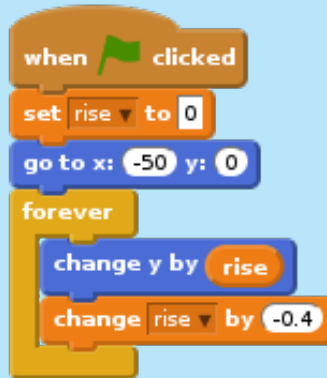 when clicked
set rise to 0
go to x: -50 y: 0
forever
change y by rise
change rise by -0.4